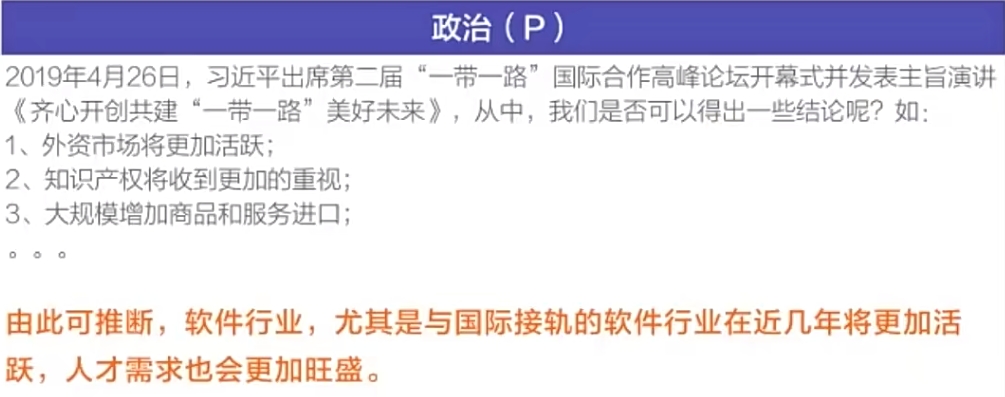 政治（P）
2019年4月26日，习近平出席第二届“一带一路”国际合作高峰论坛开幕式并发表主旨演讲
《齐心开创共建“一带一路”美好未来》，从中，我们是否可以得出一些结论呢？如：
1、外资市场将更加活跃；
2、知识产权将收到更加的重视；
3、大规模增加商品和服务进口；
。。。
由此可推断，软件行业，尤其是与国际接轨的软件行业在近几年将更加活
跃，人才需求也会更加旺盛。